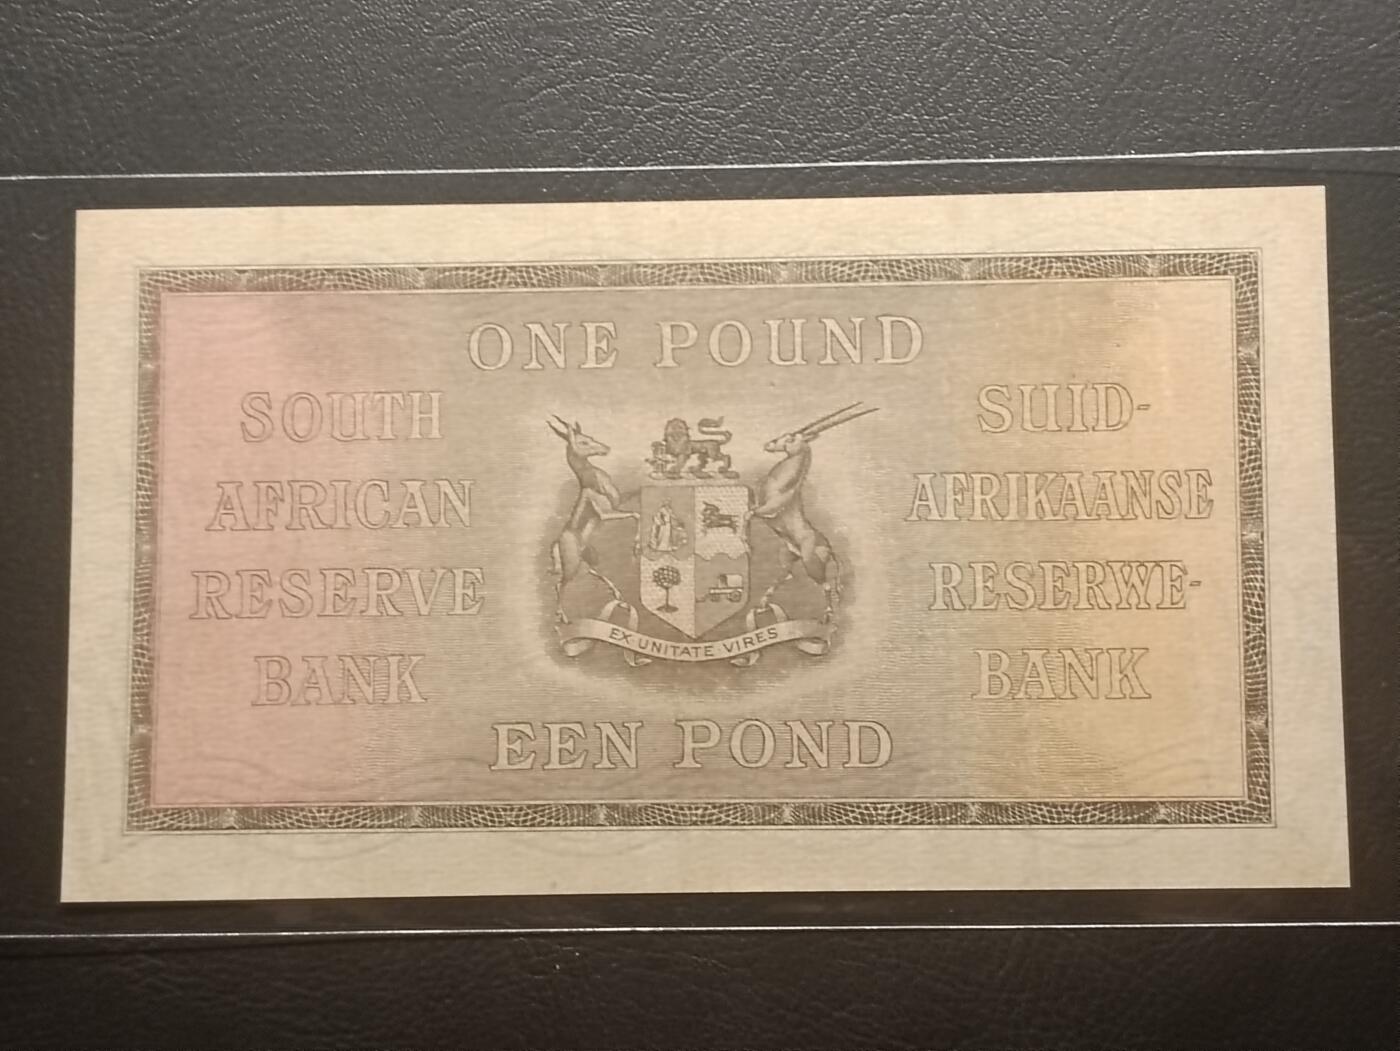 ONE POUND
SOUTH
AFRICAN
RESERVE
BANK
SUID-
AFRIKAANSE
RESERWE-
BANK
EX·UNITATE·VIRES
EEN POND